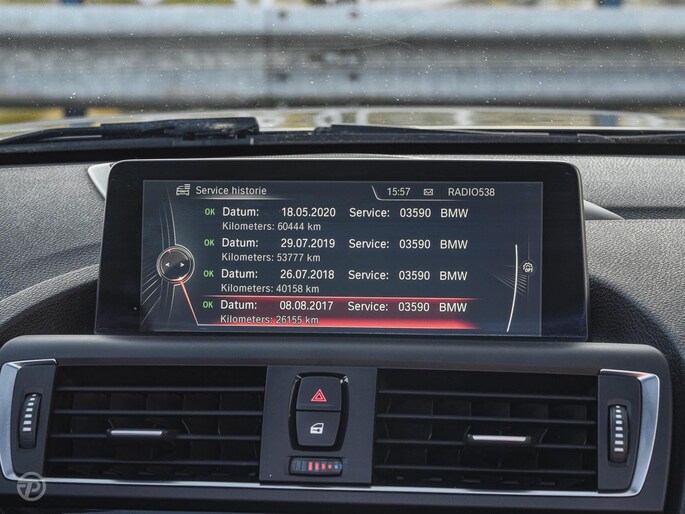 Service historie 15:57 RADIO538
OK Datum: 18.05.2020 Service: 03590 BMW
Kilometers: 60444 km
OK Datum: 29.07.2019 Service: 03590 BMW
Kilometers: 53777 km
OK Datum: 26.07.2018 Service: 03590 BMW
Kilometers: 40158 km
OK Datum: 08.08.2017 Service: 03590 BMW
Kilometers: 26155 km